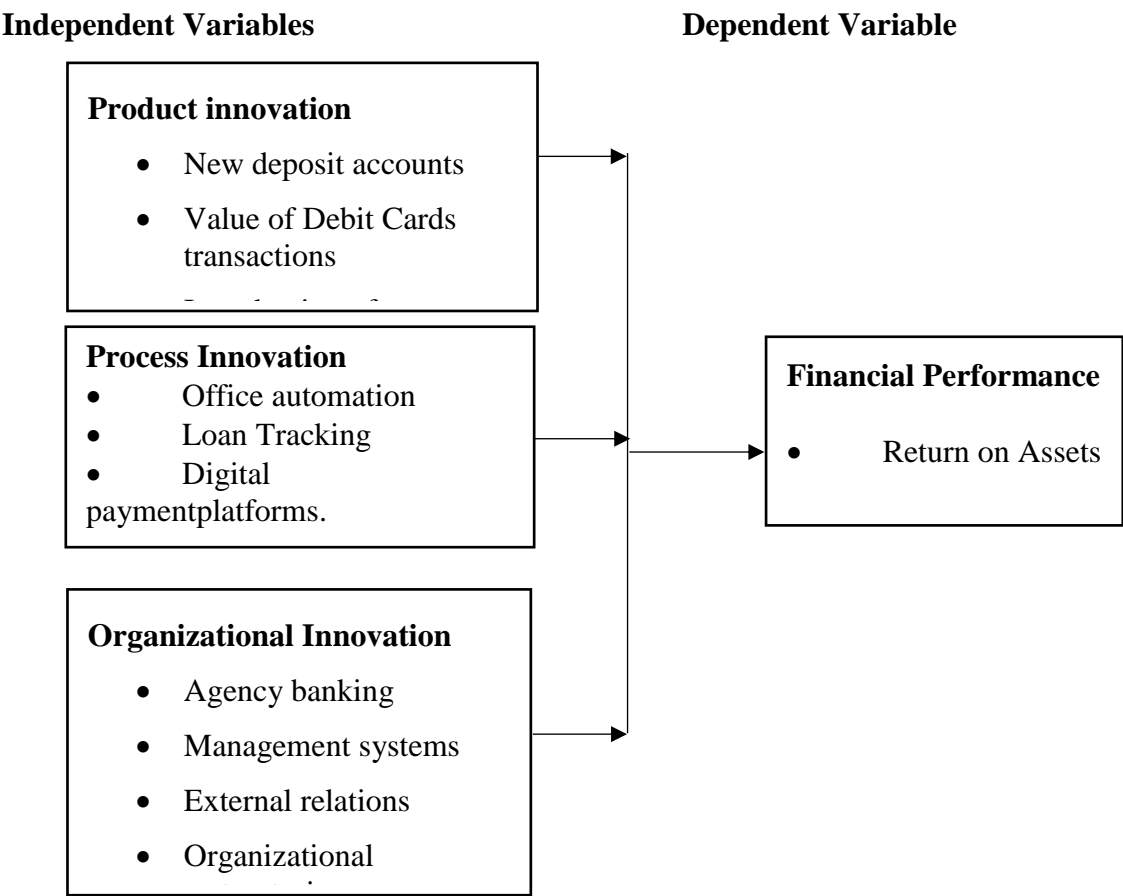 Independent Variables
Dependent Variable
Product innovation
• New deposit accounts
• Value of Debit Cards
transactions
•
Process Innovation
• Office automation
• Loan Tracking
• Digital
paymentplatforms.
Organizational Innovation
• Agency banking
• Management systems
• External relations
• Organizational
Financial Performance
• Return on Assets